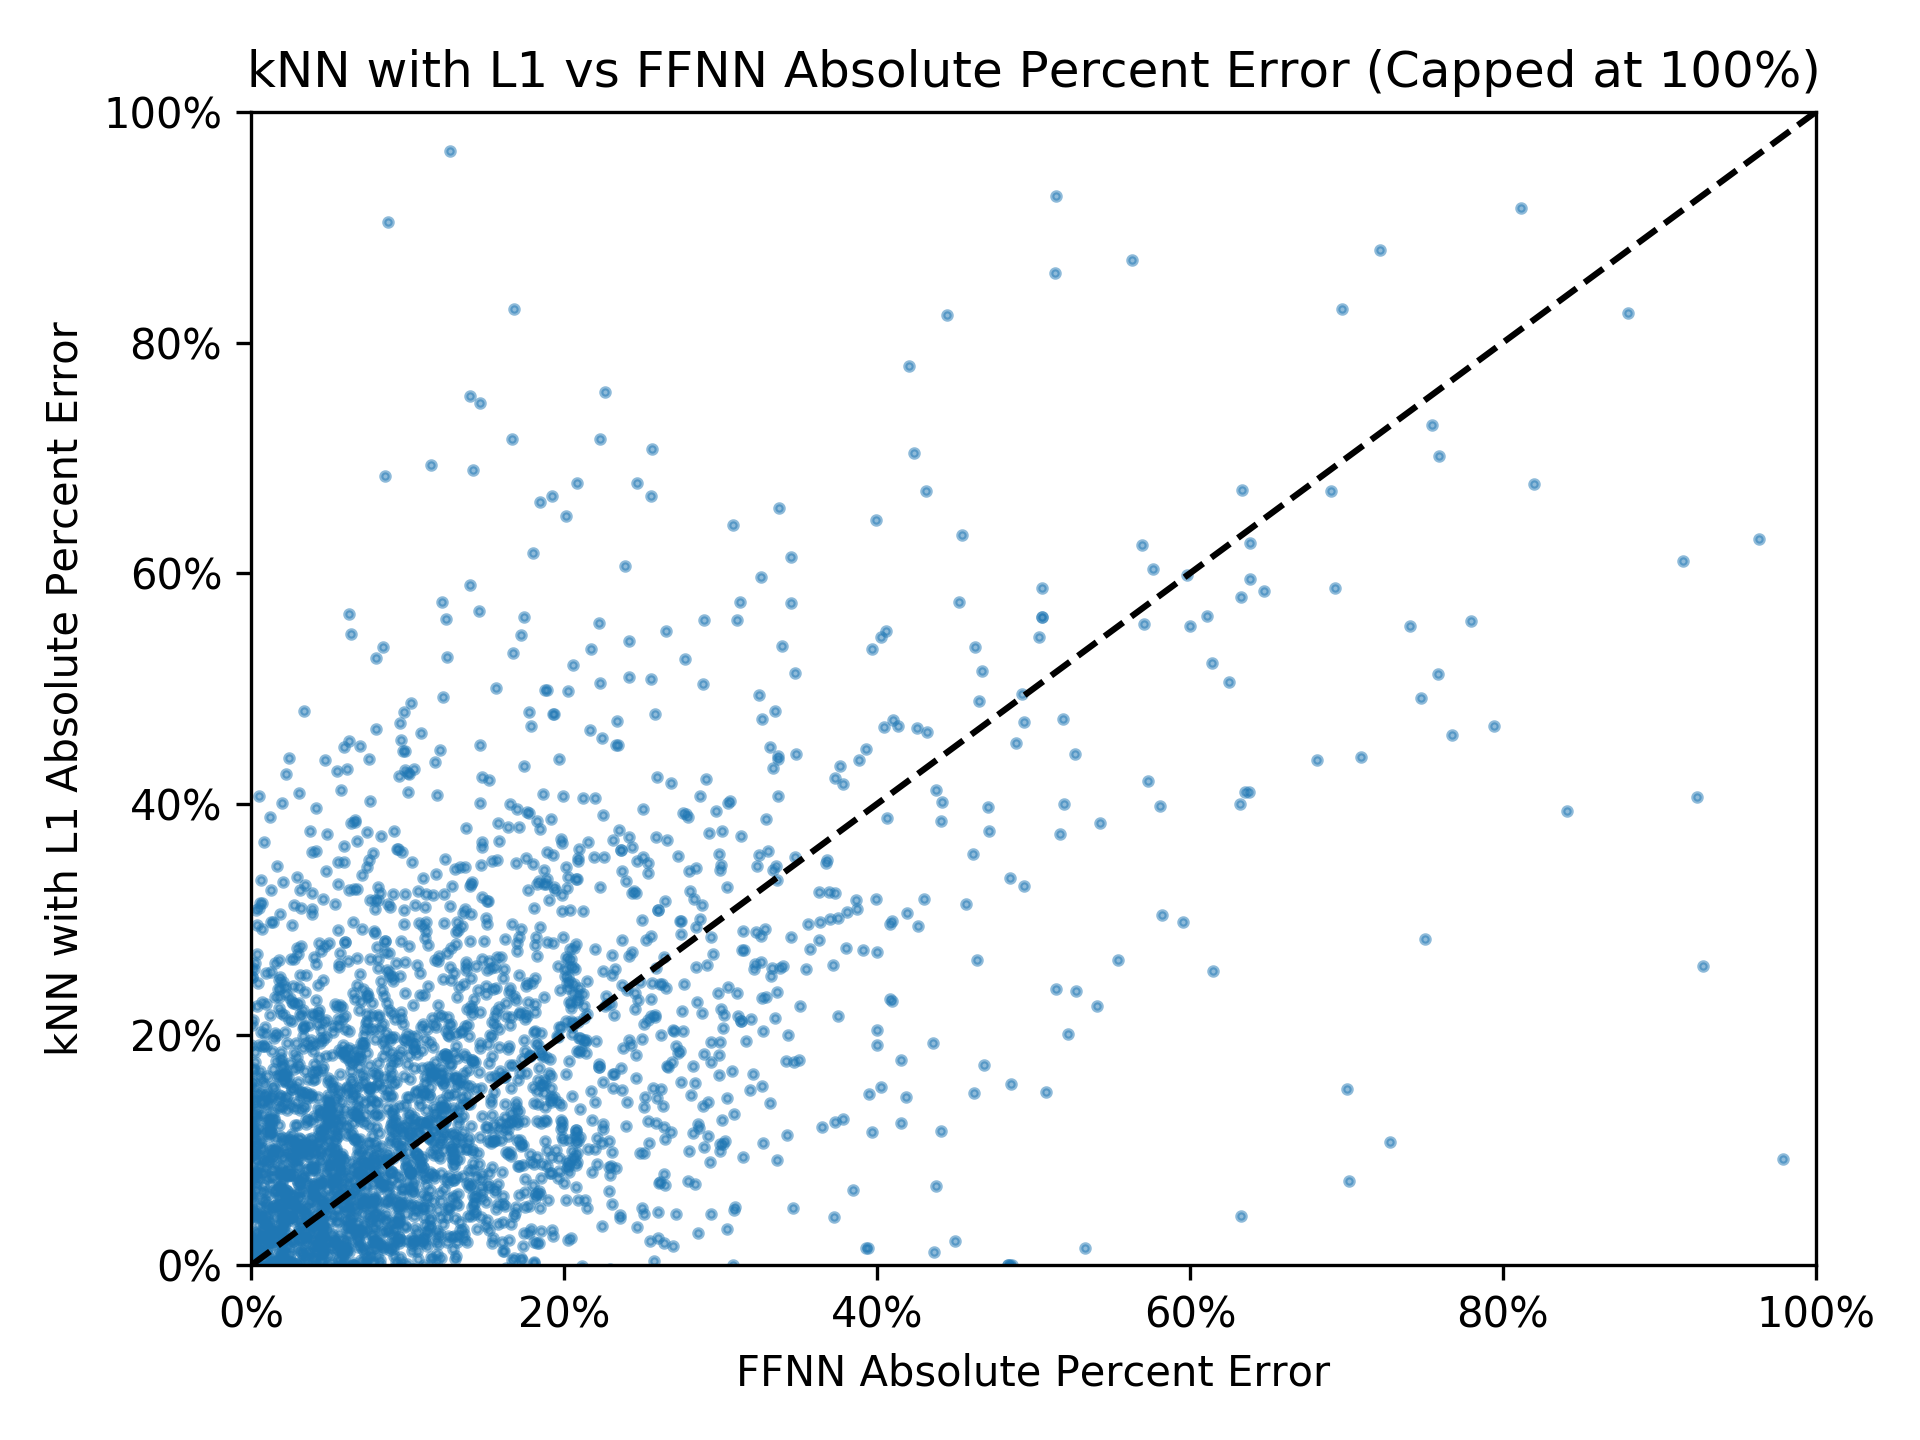 kNN with L1 vs FFNN Absolute Percent Error (Capped at 100%)
kNN with L1 Absolute Percent Error
100%
80%
60%
40%
20%
0%
0% 20% 40% 60% 80% 100%
FFNN Absolute Percent Error